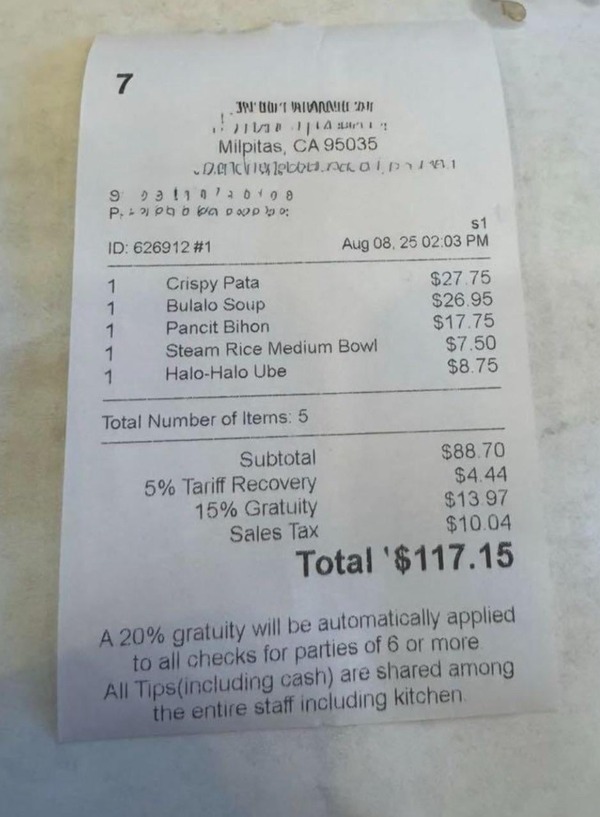 7
Milpitas, CA 95035
s1
ID: 626912 #1 Aug 08, 25 02:03 PM
1 Crispy Pata $27.75
1 Bulalo Soup $26.95
1 Pancit Bihon $17.75
1 Steam Rice Medium Bowl $7.50
1 Halo-Halo Ube $8.75
Total Number of Items: 5
Subtotal $88.70
5% Tariff Recovery $4.44
15% Gratuity $13.97
Sales Tax $10.04
Total '$117.15
A 20% gratuity will be automatically applied
to all checks for parties of 6 or more
All Tips(including cash) are shared among
the entire staff including kitchen.